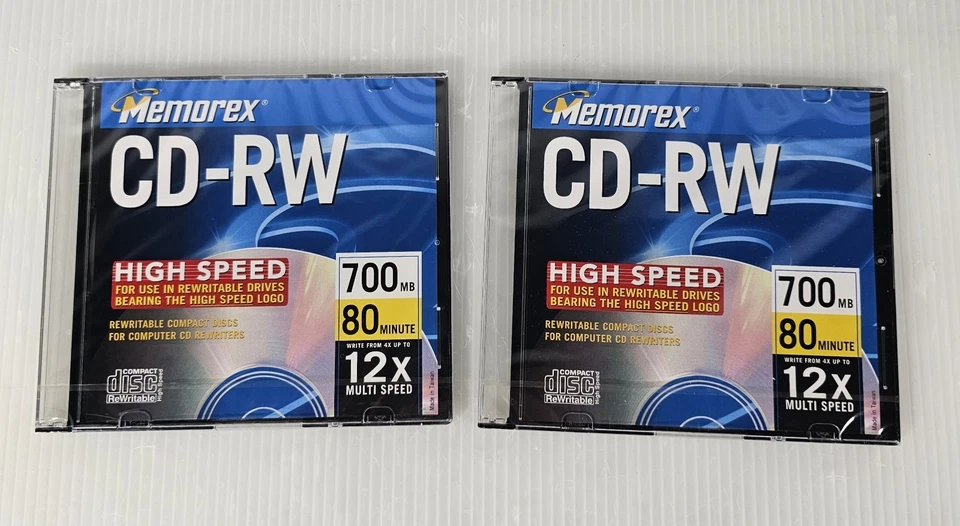 Memorex®
CD-RW
HIGH SPEED
FOR USE IN REWRITABLE DRIVES
BEARING THE HIGH SPEED LOGO
REWRITABLE COMPACT DISCS
FOR COMPUTER CD REWRITERS
700 MB
80 MINUTE
WRITE FROM 4X UP TO
12x
MULTI SPEED
COMPACT
disc
ReWritable
High Speed
Made in Taiwan
Memorex®
CD-RW
HIGH SPEED
FOR USE IN REWRITABLE DRIVES
BEARING THE HIGH SPEED LOGO
REWRITABLE COMPACT DISCS
FOR COMPUTER CD REWRITERS
700 MB
80 MINUTE
WRITE FROM 4X UP TO
12x
MULTI SPEED
COMPACT
disc
ReWritable
High Speed
Made in Taiwan